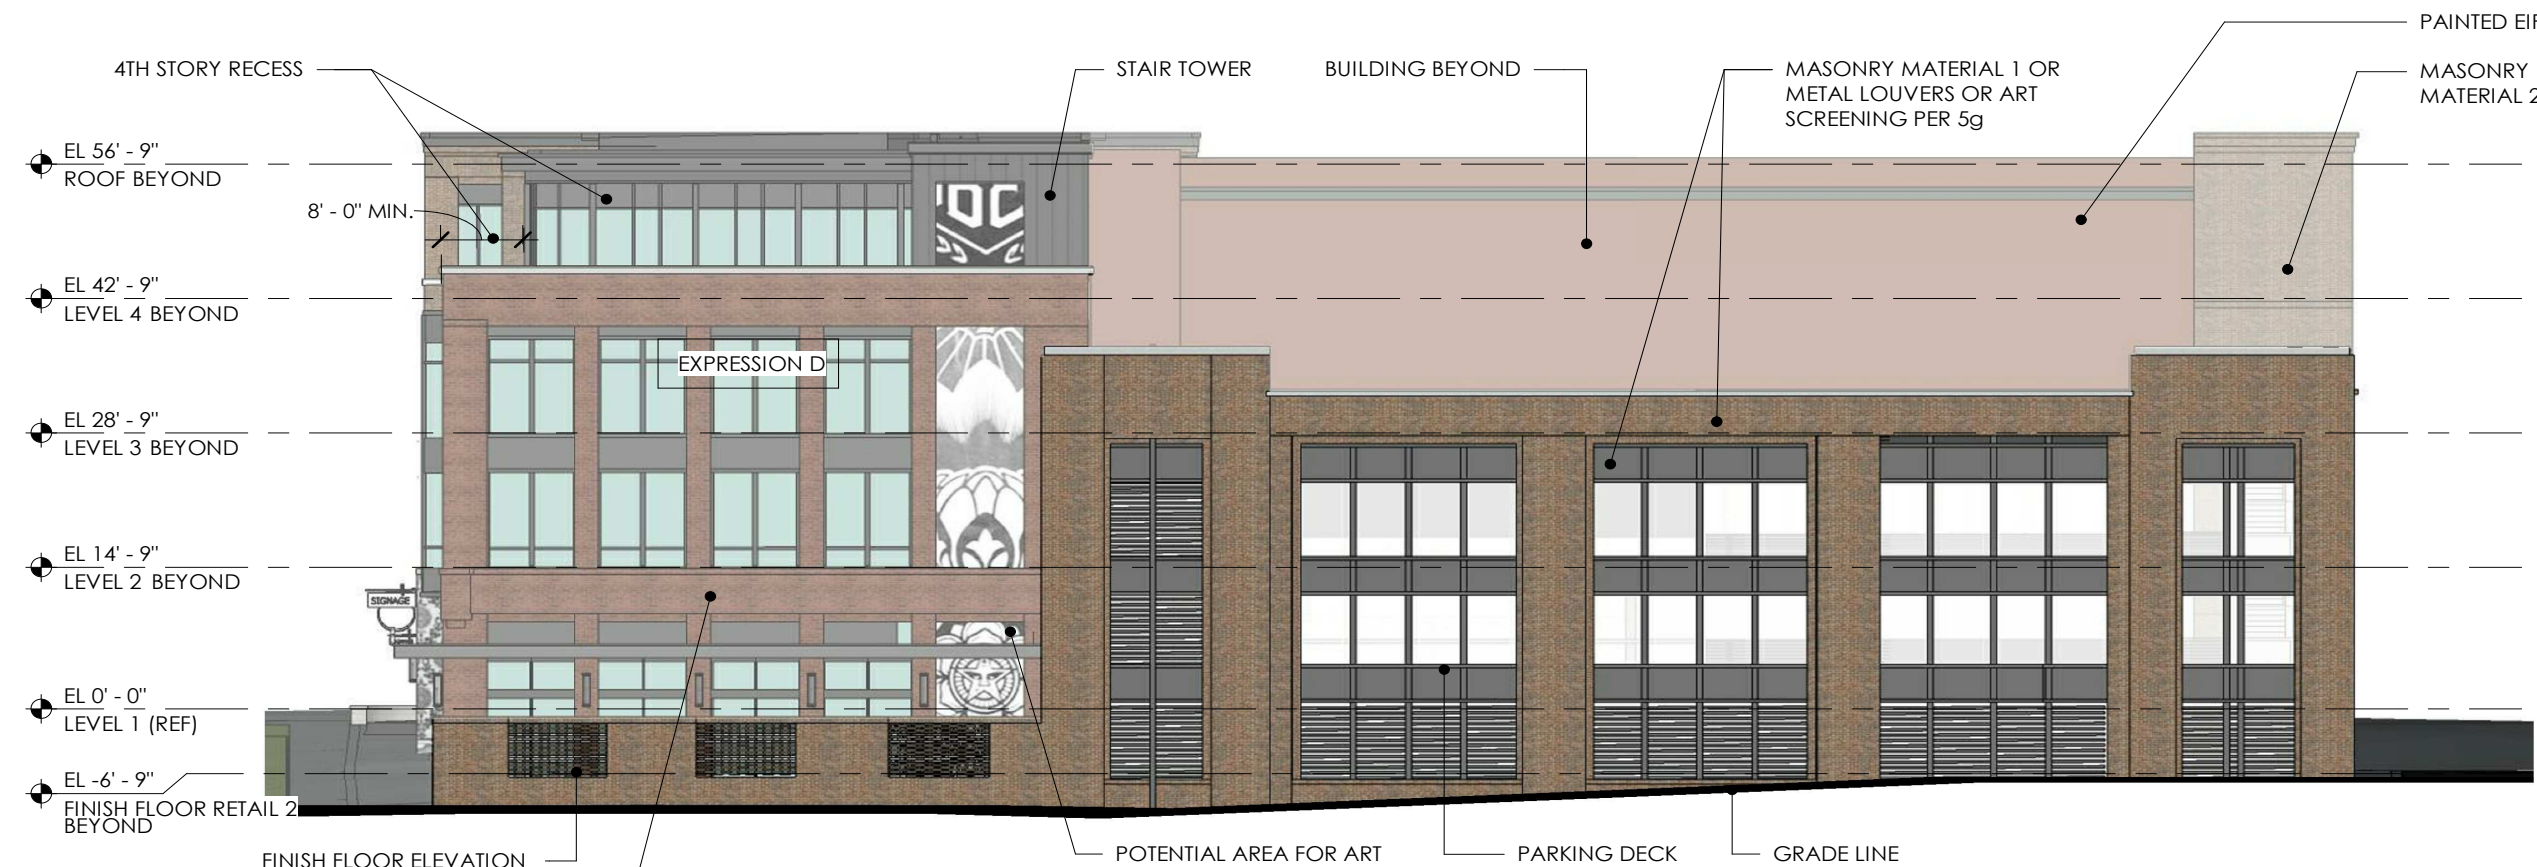 PAINTED
4TH STORY RECESS
STAIR TOWER
BUILDING BEYOND
MASONRY MATERIAL 1 OR
METAL LOUVERS OR ART
SCREENING PER 5g
MASONRY
MATERIAL 2
EL 56' - 9"
ROOF BEYOND
8' - 0" MIN.
DC
EL 42' - 9"
LEVEL 4 BEYOND
EXPRESSION D
EL 28' - 9"
LEVEL 3 BEYOND
EL 14' - 9"
LEVEL 2 BEYOND
SIGNAGE
EL 0' - 0"
LEVEL 1 (REF)
EL -6' - 9"
FINISH FLOOR RETAIL 2
BEYOND
FINISH FLOOR ELEVATION
POTENTIAL AREA FOR ART
PARKING DECK
GRADE LINE